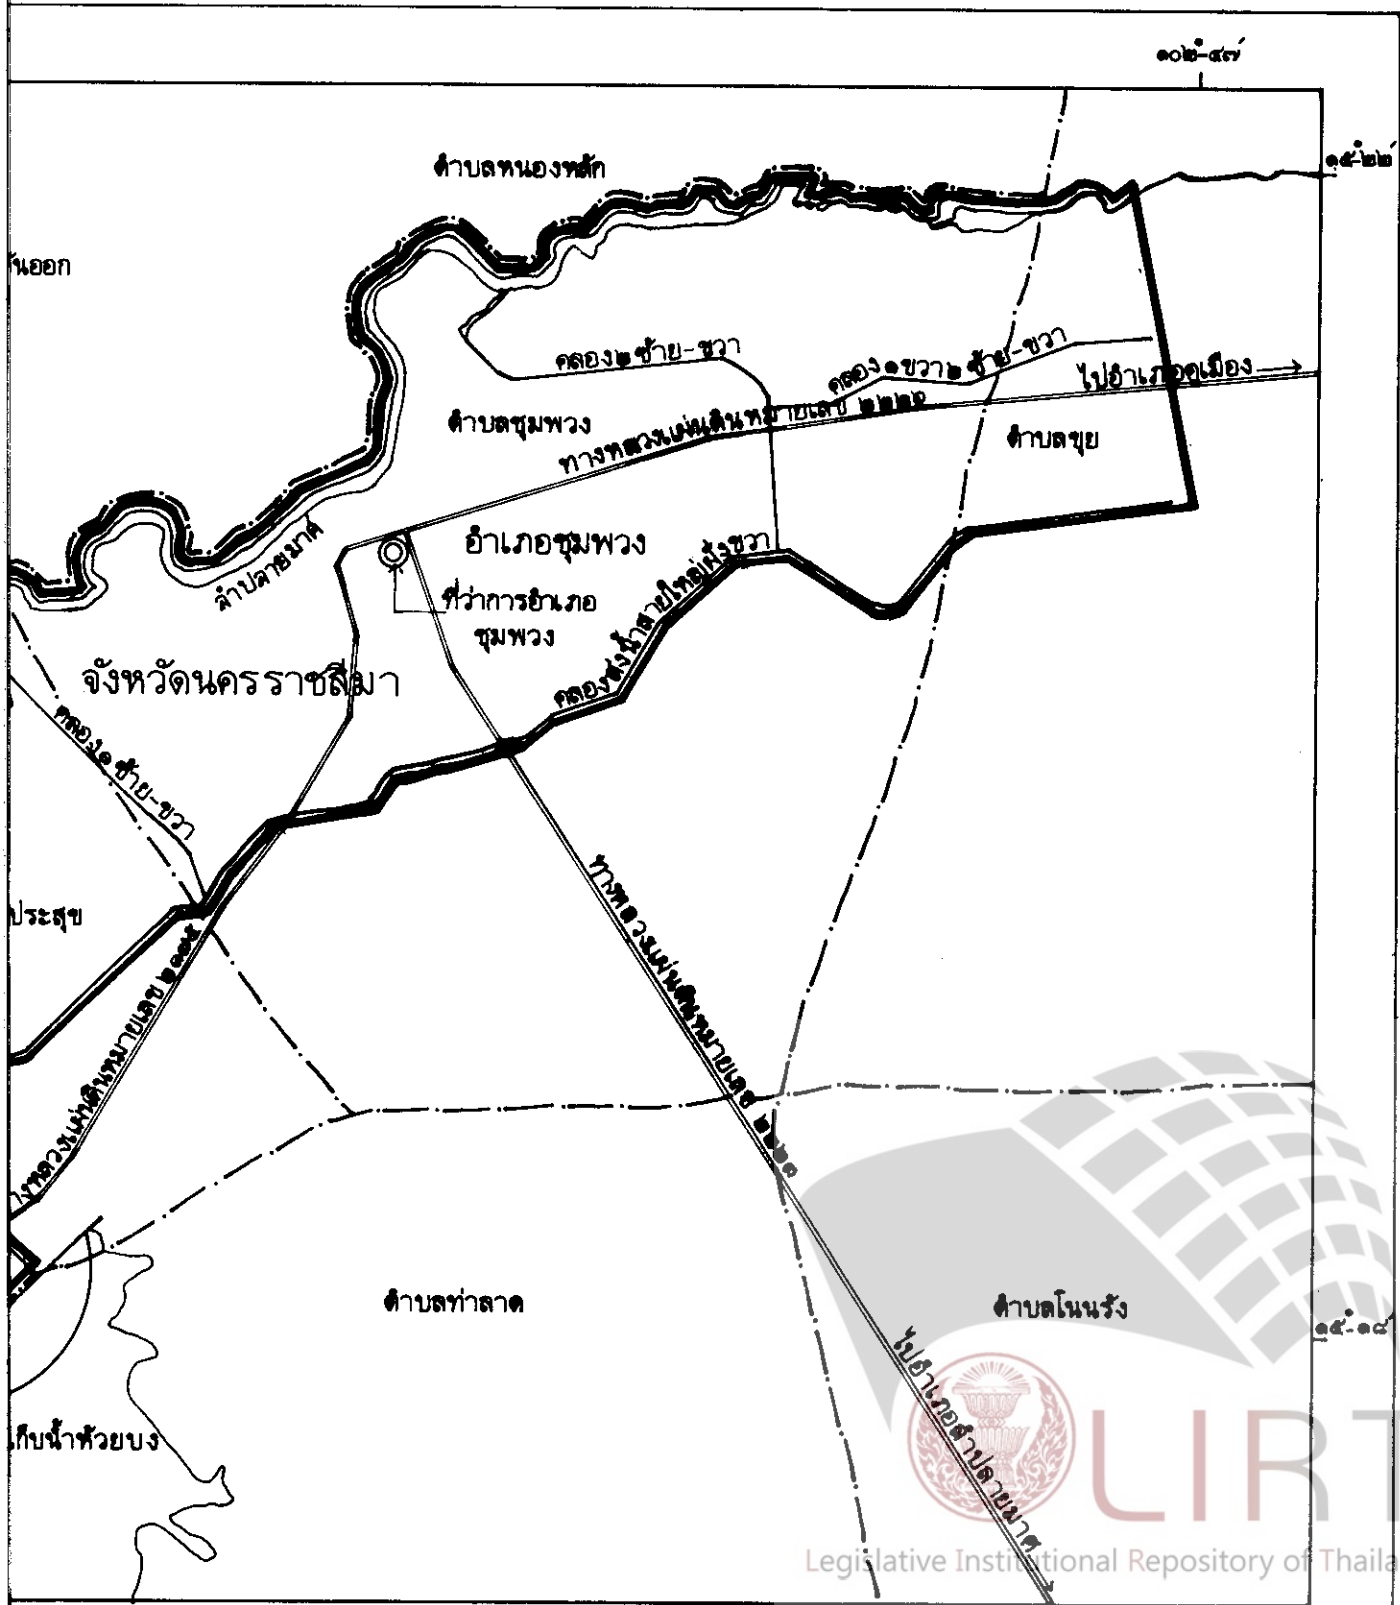 ๑๐๒°-๔๗′
ตำบลหนองหลัก
๑๕°-๒๒′
ันออก
คลอง ๒ ซ้าย-ขวา
คลอง ๑ ขวา ๒ ซ้าย-ขวา
ไปอำเภอคูเมือง
ตำบลชุมพวง
ทางหลวงแผ่นดินหมายเลข
ตำบลขุย
อำเภอชุมพวง
ลำปลายมาศ
ที่ว่าการอำเภอ
ชุมพวง
คลองส่งน้ำสายใหญ่ฝั่งขวา
จังหวัดนครราชสีมา
คลอง ๑ ซ้าย-ขวา
ประสุข
ทางหลวงแผ่นดินหมายเลข
างหลวงแผ่นดินหมายเลข ๒๑๗๕
ตำบลท่าลาด
ตำบลโนนรัง
๑๕°-๑๘′
ไปอำเภอลำปลายมาศ
เก็บน้ำห้วยบง
LIRT
Legislative Institutional Repository of Thaila